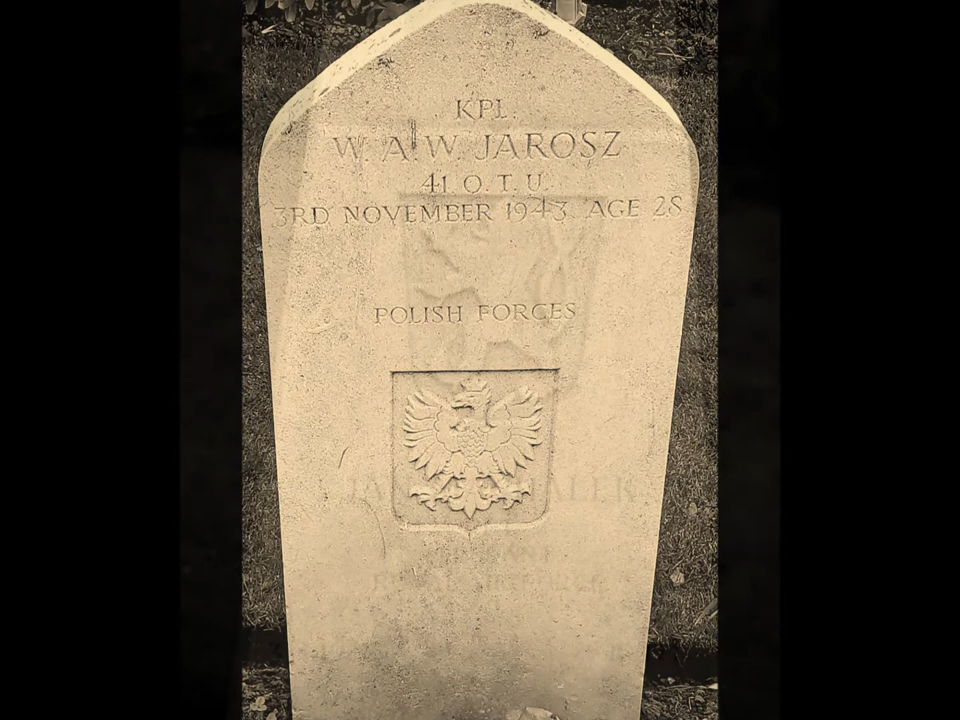 KPL.
W. A. W. JAROSZ
41 O. T. U.
3RD NOVEMBER 1943 AGE 28
POLISH FORCES